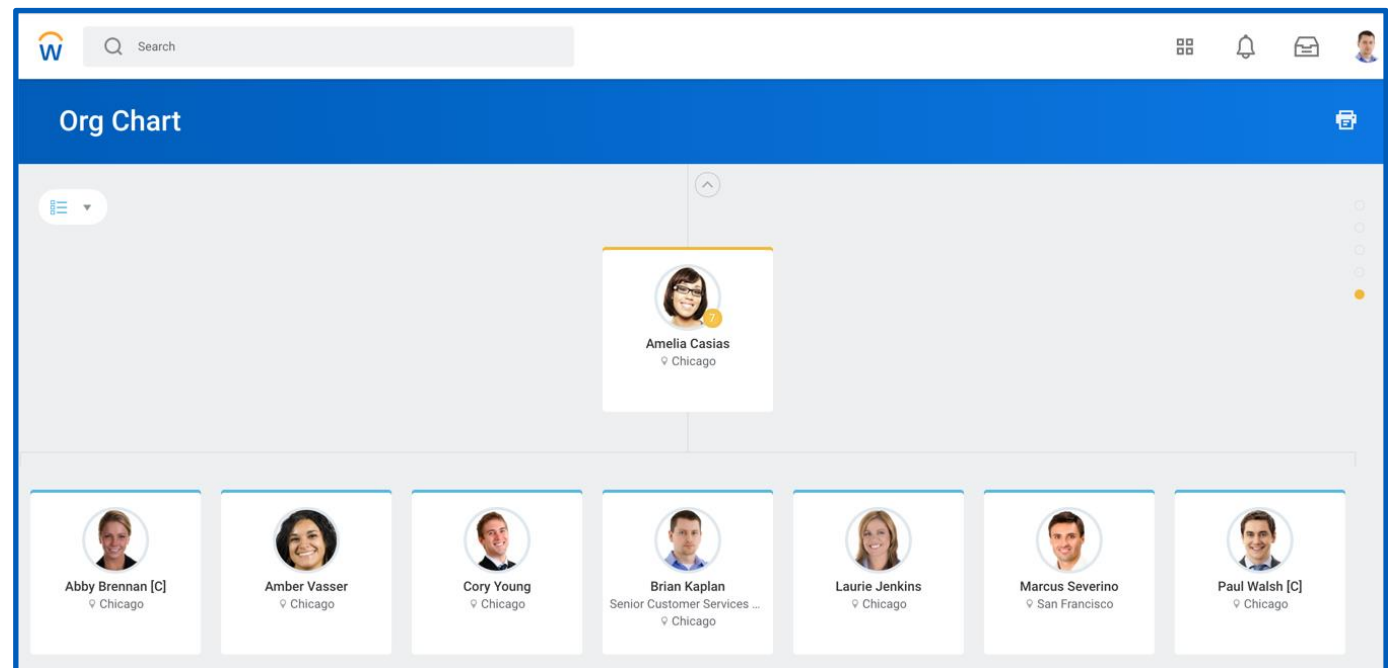 W
Search
Org Chart
7
Amelia Casias
Chicago
Abby Brennan [C]
Chicago
Amber Vasser
Chicago
Cory Young
Chicago
Brian Kaplan
Senior Customer Services ...
Chicago
Laurie Jenkins
Chicago
Marcus Severino
San Francisco
Paul Walsh [C]
Chicago